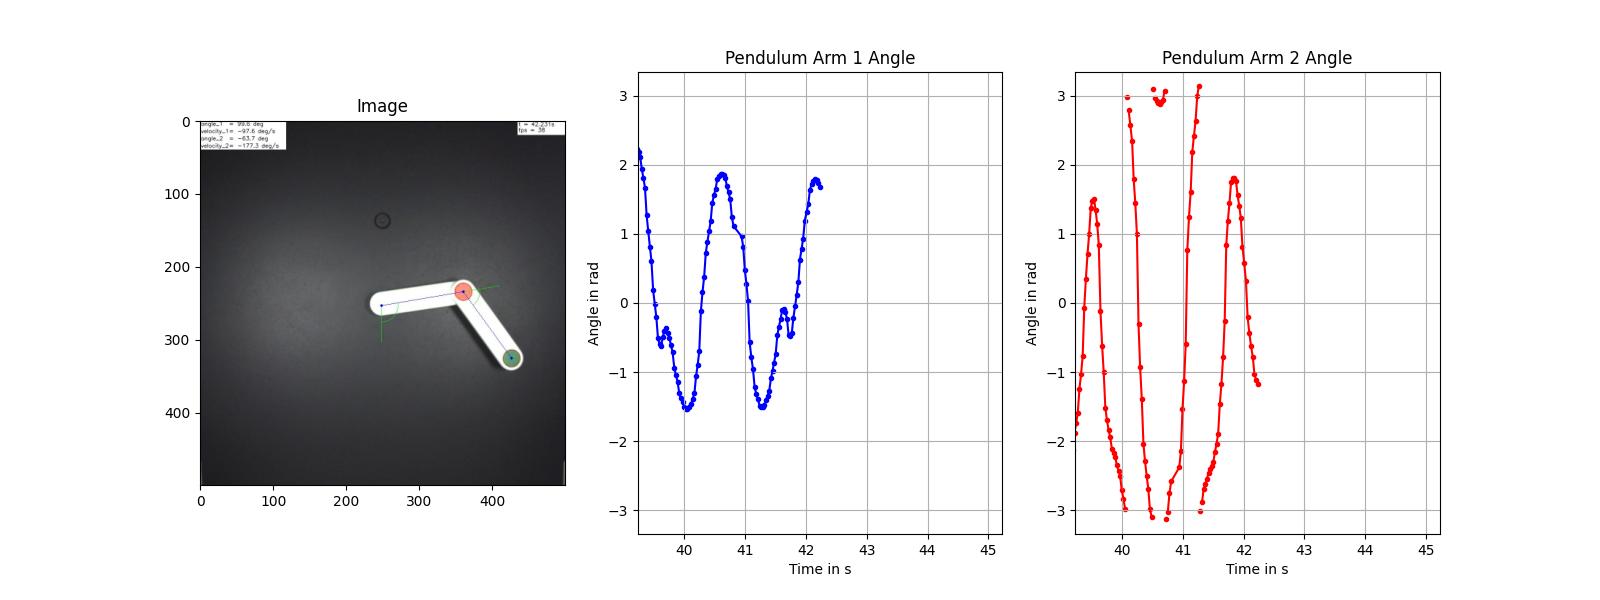 Image
angle_1 = 99.6 deg
velocity_1= -97.6 deg/s
angle_2 = -63.7 deg
velocity_2= -177.3 deg/s
t = 42.231s
fps = 38
0
100
200
300
400
0 100 200 300 400
Pendulum Arm 1 Angle
Angle in rad
3
2
1
0
−1
−2
−3
40 41 42 43 44 45
Time in s
Pendulum Arm 2 Angle
Angle in rad
3
2
1
0
−1
−2
−3
40 41 42 43 44 45
Time in s